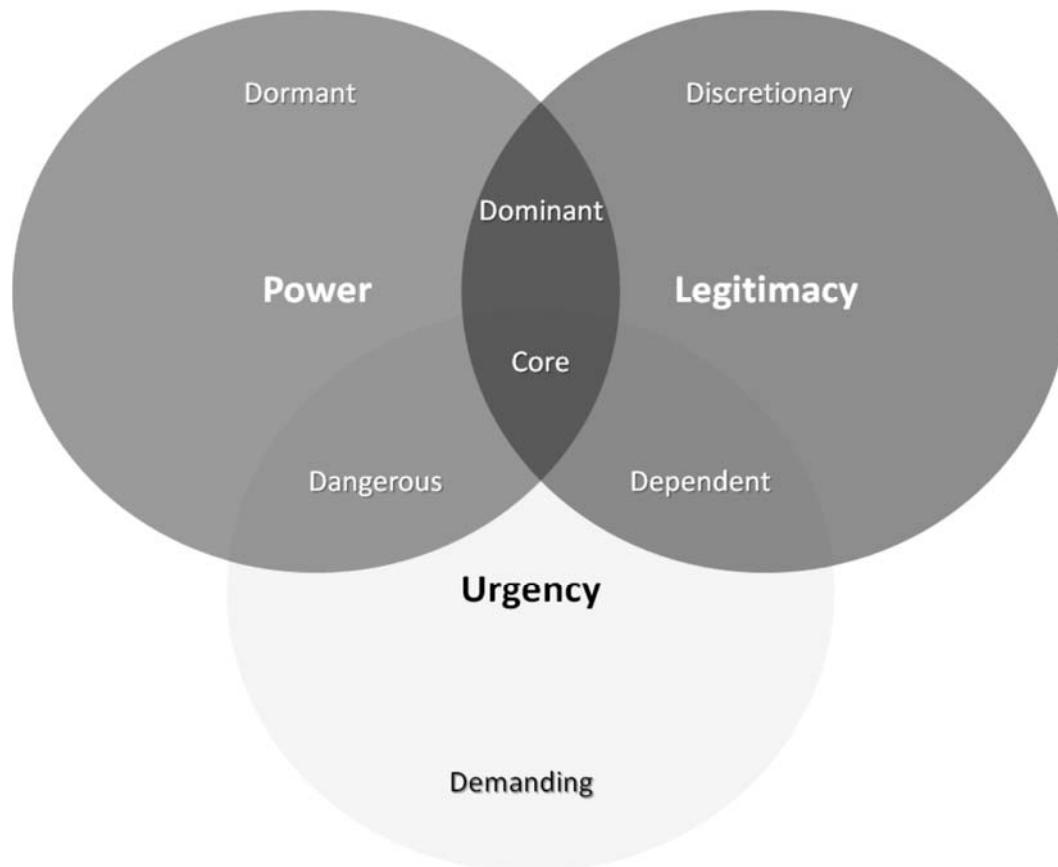 Dormant
Discretionary
Dominant
Power
Legitimacy
Core
Dangerous
Dependent
Urgency
Demanding